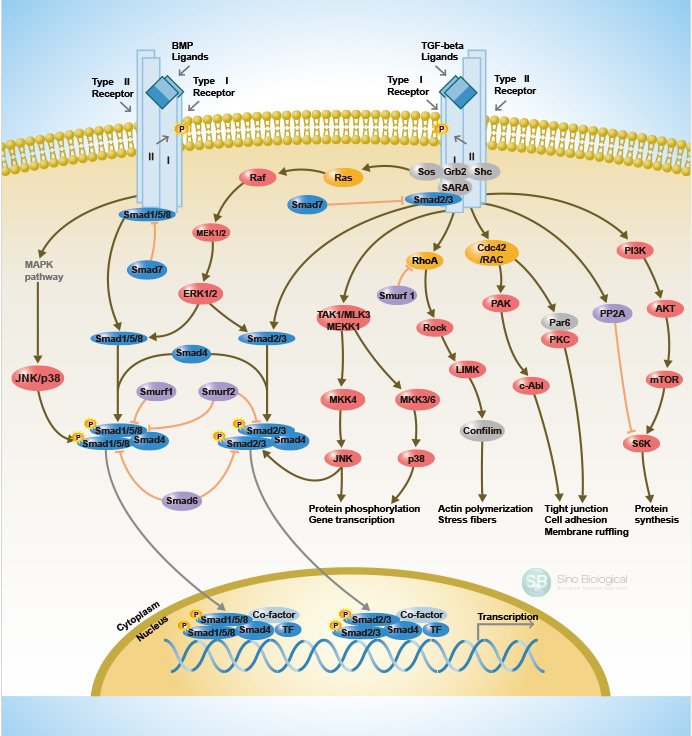 BMP
Ligands
TGF-beta
Ligands
Type II
Receptor
Type I
Receptor
Type I
Receptor
Type II
Receptor
P
P
II
I
I
II
Sos
Grb2
Shc
SARA
Smad2/3
Raf
Ras
Smad7
Smad1/5/8
MEK1/2
Smad7
MAPK
pathway
ERK1/2
RhoA
Cdc42
/RAC
PI3K
Smurf 1
TAK1/MLK3
MEKK1
Rock
PAK
Par6
PKC
PP2A
AKT
Smad1/5/8
Smad2/3
Smad4
JNK/p38
Smurf1
Smurf2
MKK4
MKK3/6
LIMK
c-Abl
mTOR
P
Smad1/5/8
P
Smad1/5/8
Smad4
P
Smad2/3
P
Smad2/3
Smad4
Confilim
S6K
JNK
p38
Smad6
Protein phosphorylation
Gene transcription
Actin polymerization
Stress fibers
Tight junction
Cell adhesion
Membrane ruffling
Protein
synthesis
SB
Sino Biological
Cytoplasm
Nucleus
P
Smad1/5/8
Co-factor
P
Smad1/5/8
Smad4
TF
P
Smad2/3
Co-factor
P
Smad2/3
Smad4
TF
Transcription